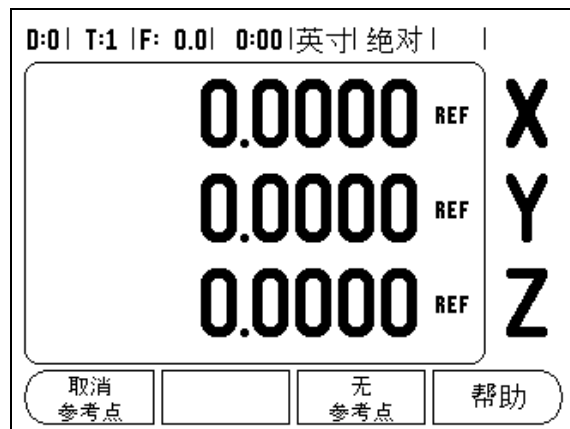 D:0 | T:1 | F: 0.0 | 0:00 | 英寸 | 绝对 | |
0.0000 REF X
0.0000 REF Y
0.0000 REF Z
取消 参考点 无 参考点 帮助